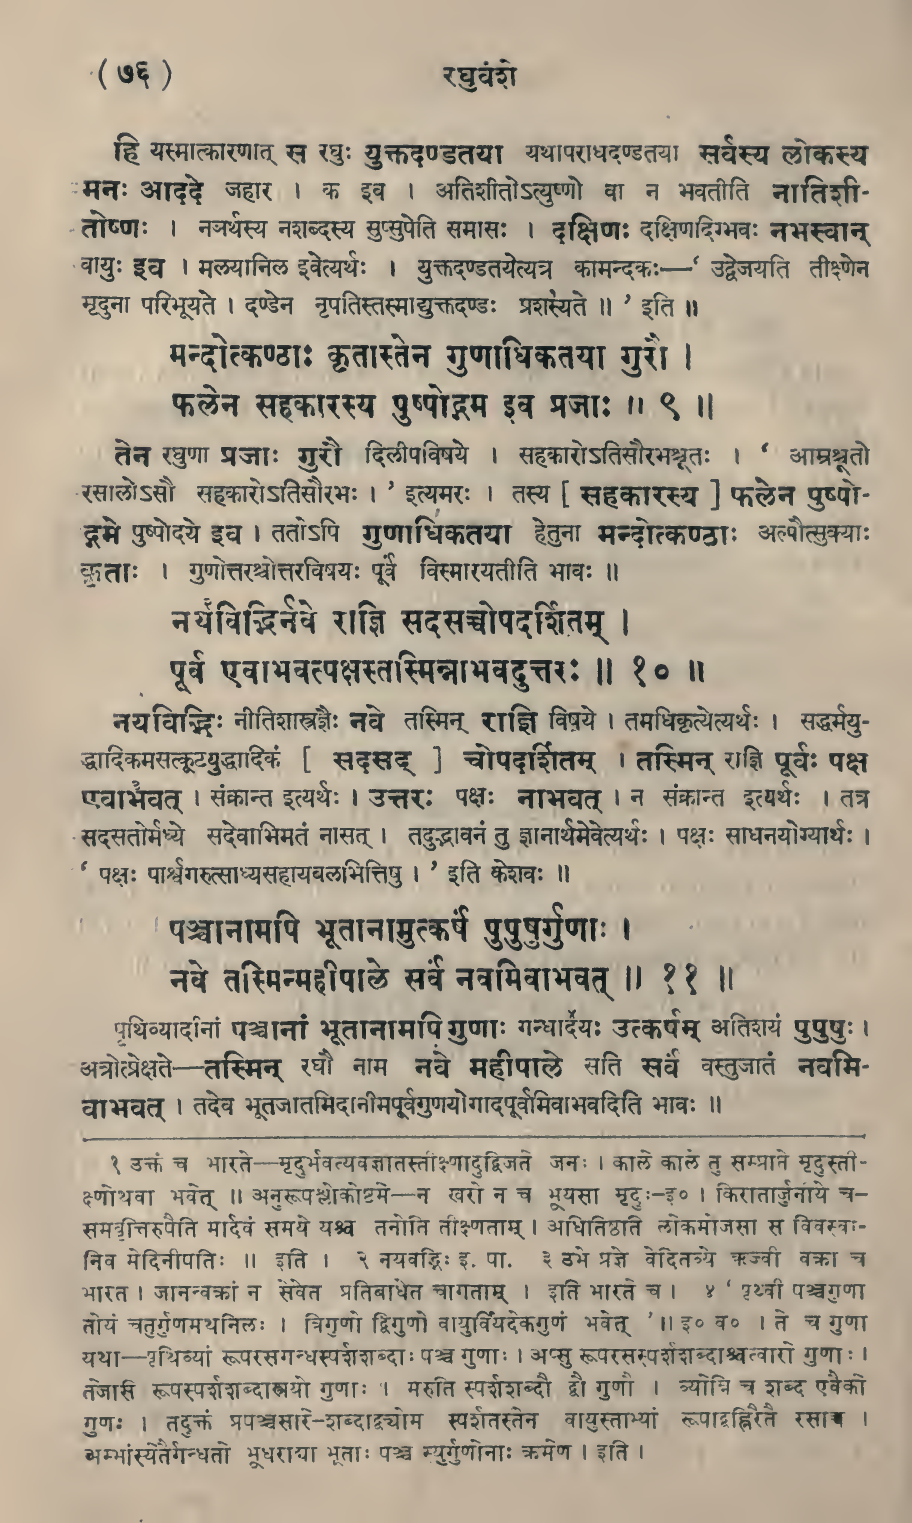 ( ७६ ) रघुवंशे
हि यस्मात्कारणात् स रघुः युक्तदण्डतया यथापराधदण्डतया सर्वस्य लोकस्य
मनः आददे जहार । क इव । अतिशीतोऽत्युष्णो वा न भवतीति नातिशी-
तोष्णः । नञर्थस्य नशब्दस्य सुप्सुपेति समासः । दक्षिणः दक्षिणदिग्भवः नभस्वान्
वायुः इव । मलयानिल इवेत्यर्थः । युक्तदण्डतयेत्यत्र कामन्दकः—‘ उद्वेजयति तीक्ष्णेन
मृदुना परिभूयते । दण्डेन नृपतिस्तस्माद्युक्तदण्डः प्रशस्यते ॥ ’ इति ॥
मन्दोत्कण्ठाः कृतास्तेन गुणाधिकतया गुरौ ।
फलेन सहकारस्य पुष्पोद्गम इव प्रजाः ॥ ९ ॥
तेन रघुणा प्रजाः गुरौ दिलीपविषये । सहकारोऽतिसौरभश्चूतः । ‘ आम्रश्चूतो
रसालोऽसौ सहकारोऽतिसौरभः । ’ इत्यमरः । तस्य [ सहकारस्य ] फलेन पुष्पो-
द्गमे पुष्पोदये इव । ततोऽपि गुणाधिकतया हेतुना मन्दोत्कण्ठाः अल्पौत्सुक्याः
कृताः । गुणोत्तरश्चोत्तरविषयः पूर्वं विस्मारयतीति भावः ॥
नयविद्भिर्नवे राज्ञि सदसच्चोपदर्शितम् ।
पूर्व एवाभवत्पक्षस्तस्मिन्नाभवदुत्तरः ॥ १० ॥
नयविद्भिः नीतिशास्त्रज्ञैः नवे तस्मिन् राज्ञि विषये । तमधिकृत्येत्यर्थः । सद्धर्मयु-
द्धादिकमसत्कूटयुद्धादिकं [ सदसद् ] चोपदर्शितम् । तस्मिन् राज्ञि पूर्वः पक्ष
एवाभवत् । संक्रान्त इत्यर्थः । उत्तरः पक्षः नाभवत् । न संक्रान्त इत्यर्थः । तत्र
सदसतोर्मध्ये सदेवाभिमतं नासत् । तदुद्भावनं तु ज्ञानार्थमेवेत्यर्थः । पक्षः साधनयोग्यार्थः ।
‘ पक्षः पार्श्वगरुत्साध्यसहायबलभित्तिषु । ’ इति केशवः ॥
पञ्चानामपि भूतानामुत्कर्षं पुपुषुर्गुणाः ।
नवे तस्मिन्महीपाले सर्वं नवमिवाभवत् ॥ ११ ॥
पृथिव्यादीनां पञ्चानां भूतानामपि गुणाः गन्धादयः उत्कर्षम् अतिशयं पुपुषुः ।
अत्रोत्प्रेक्षते—तस्मिन् रघौ नाम नवे महीपाले सति सर्वं वस्तुजातं नवमि-
वाभवत् । तदेव भूतजातमिदानीमपूर्वगुणयोगादपूर्वमिवाभवदिति भावः ॥
१ उक्तं च भारते—मृदुर्भवत्यवज्ञातस्तीक्ष्णादुद्विजते जनः । काले काले तु सम्प्राप्ते मृदुस्ती-
क्ष्णोथवा भवेत् ॥ अनुरूपश्लोकोष्टमे—न खरो न च भूयसा मृदुः-इ० । किरातार्जुनीये च-
समवृत्तिरुपैति मार्दवं समये यश्च तनोति तीक्ष्णताम् । अधितिष्ठति लोकमोजसा स विवस्वा-
निव मेदिनीपतिः ॥ इति । २ नयवद्भिः इ. पा. ३ उभे प्रज्ञे वेदितव्ये ऋज्वी वक्रा च
भारत । जानन्वक्रां न सेवेत प्रतिबाधेत चागताम् । इति भारते च । ४ ‘ पृथ्वी पञ्चगुणा
तोयं चतुर्गुणमथनिलः । त्रिगुणो द्विगुणो वायुर्वियदेकगुणं भवेत् ’ ॥ इ० व० । ते च गुणा
यथा—पृथिव्यां रूपरसगन्धस्पर्शशब्दाः पञ्च गुणाः । अप्सु रूपरसस्पर्शशब्दाश्चत्वारो गुणाः ।
तेजसि रूपस्पर्शशब्दास्त्रयो गुणाः । मरुति स्पर्शशब्दौ द्वौ गुणौ । व्योम्नि च शब्द एवैको
गुणः । तदुक्तं प्रपञ्चसारे-शब्दाद्व्योम स्पर्शतस्तेन वायुस्ताभ्यां रूपाद्वह्निरेतै रसाच्च ।
अम्भांस्येतैर्गन्धतो भूधराया भूताः पञ्च स्युर्गुणोनाः क्रमेण । इति ।